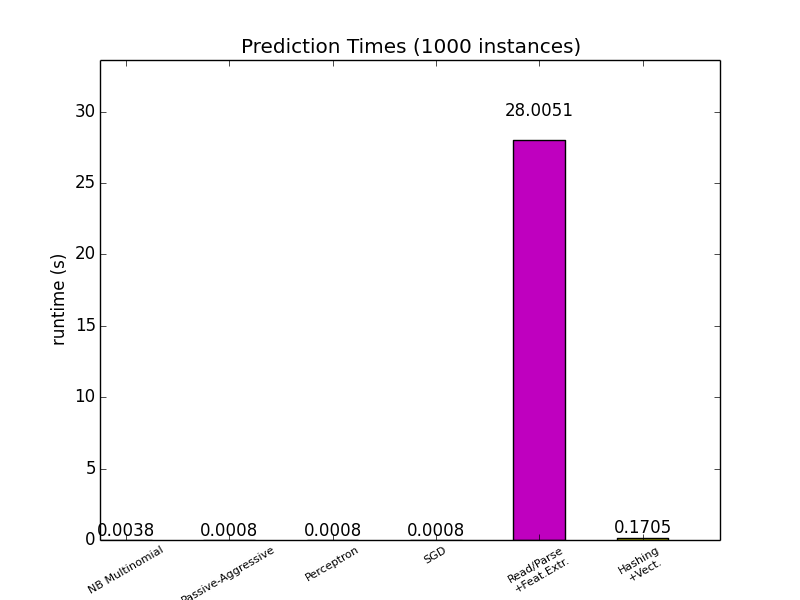 Prediction Times (1000 instances)
30
25
20
15
10
5
0
runtime (s)
28.0051
0.0038
0.0008
0.0008
0.0008
0.1705
NB Multinomial
Passive-Aggressive
Perceptron
SGD
Read/Parse
+Feat.Extr.
Hashing
+Vect.